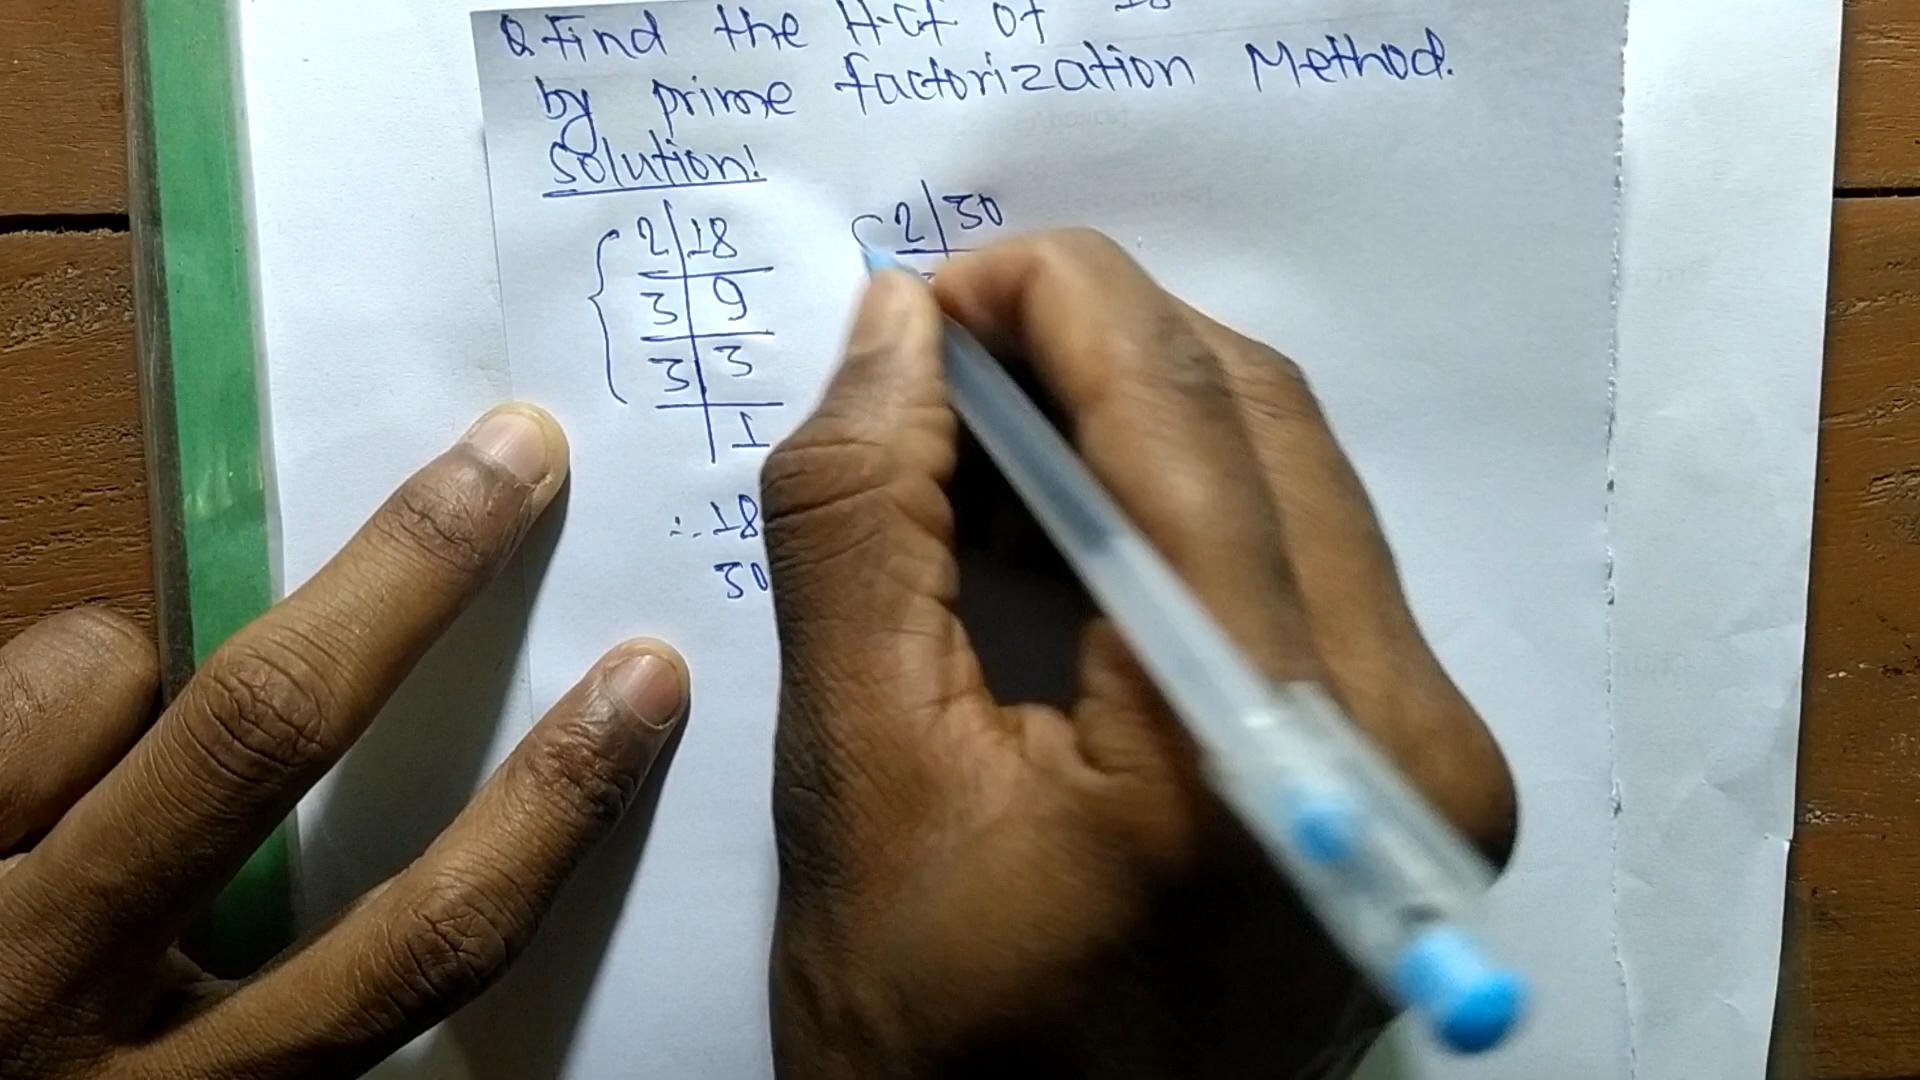 Q Find the H.C.F of 18
by prime factorization Method.
Solution!
2 18
3 9
3 3
1
2 30
∴ 18
30